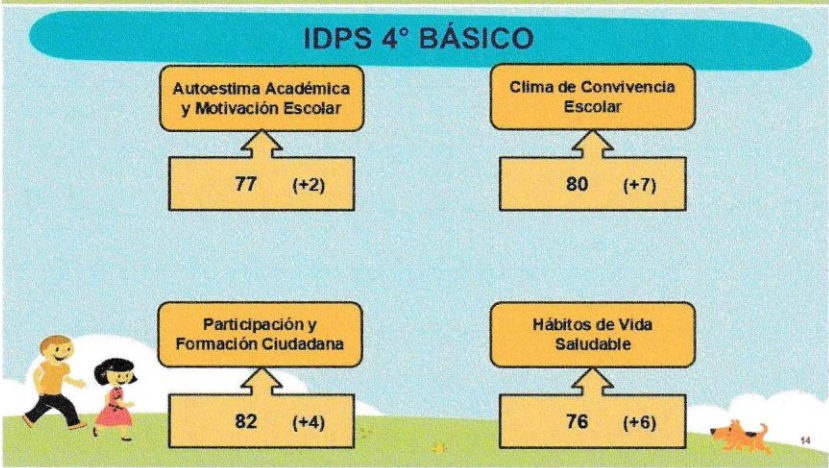 IDPS 4° BÁSICO
Autoestima Académica
y Motivación Escolar
77 (+2)
Clima de Convivencia
Escolar
80 (+7)
Participación y
Formación Ciudadana
82 (+4)
Hábitos de Vida
Saludable
76 (+6)
14